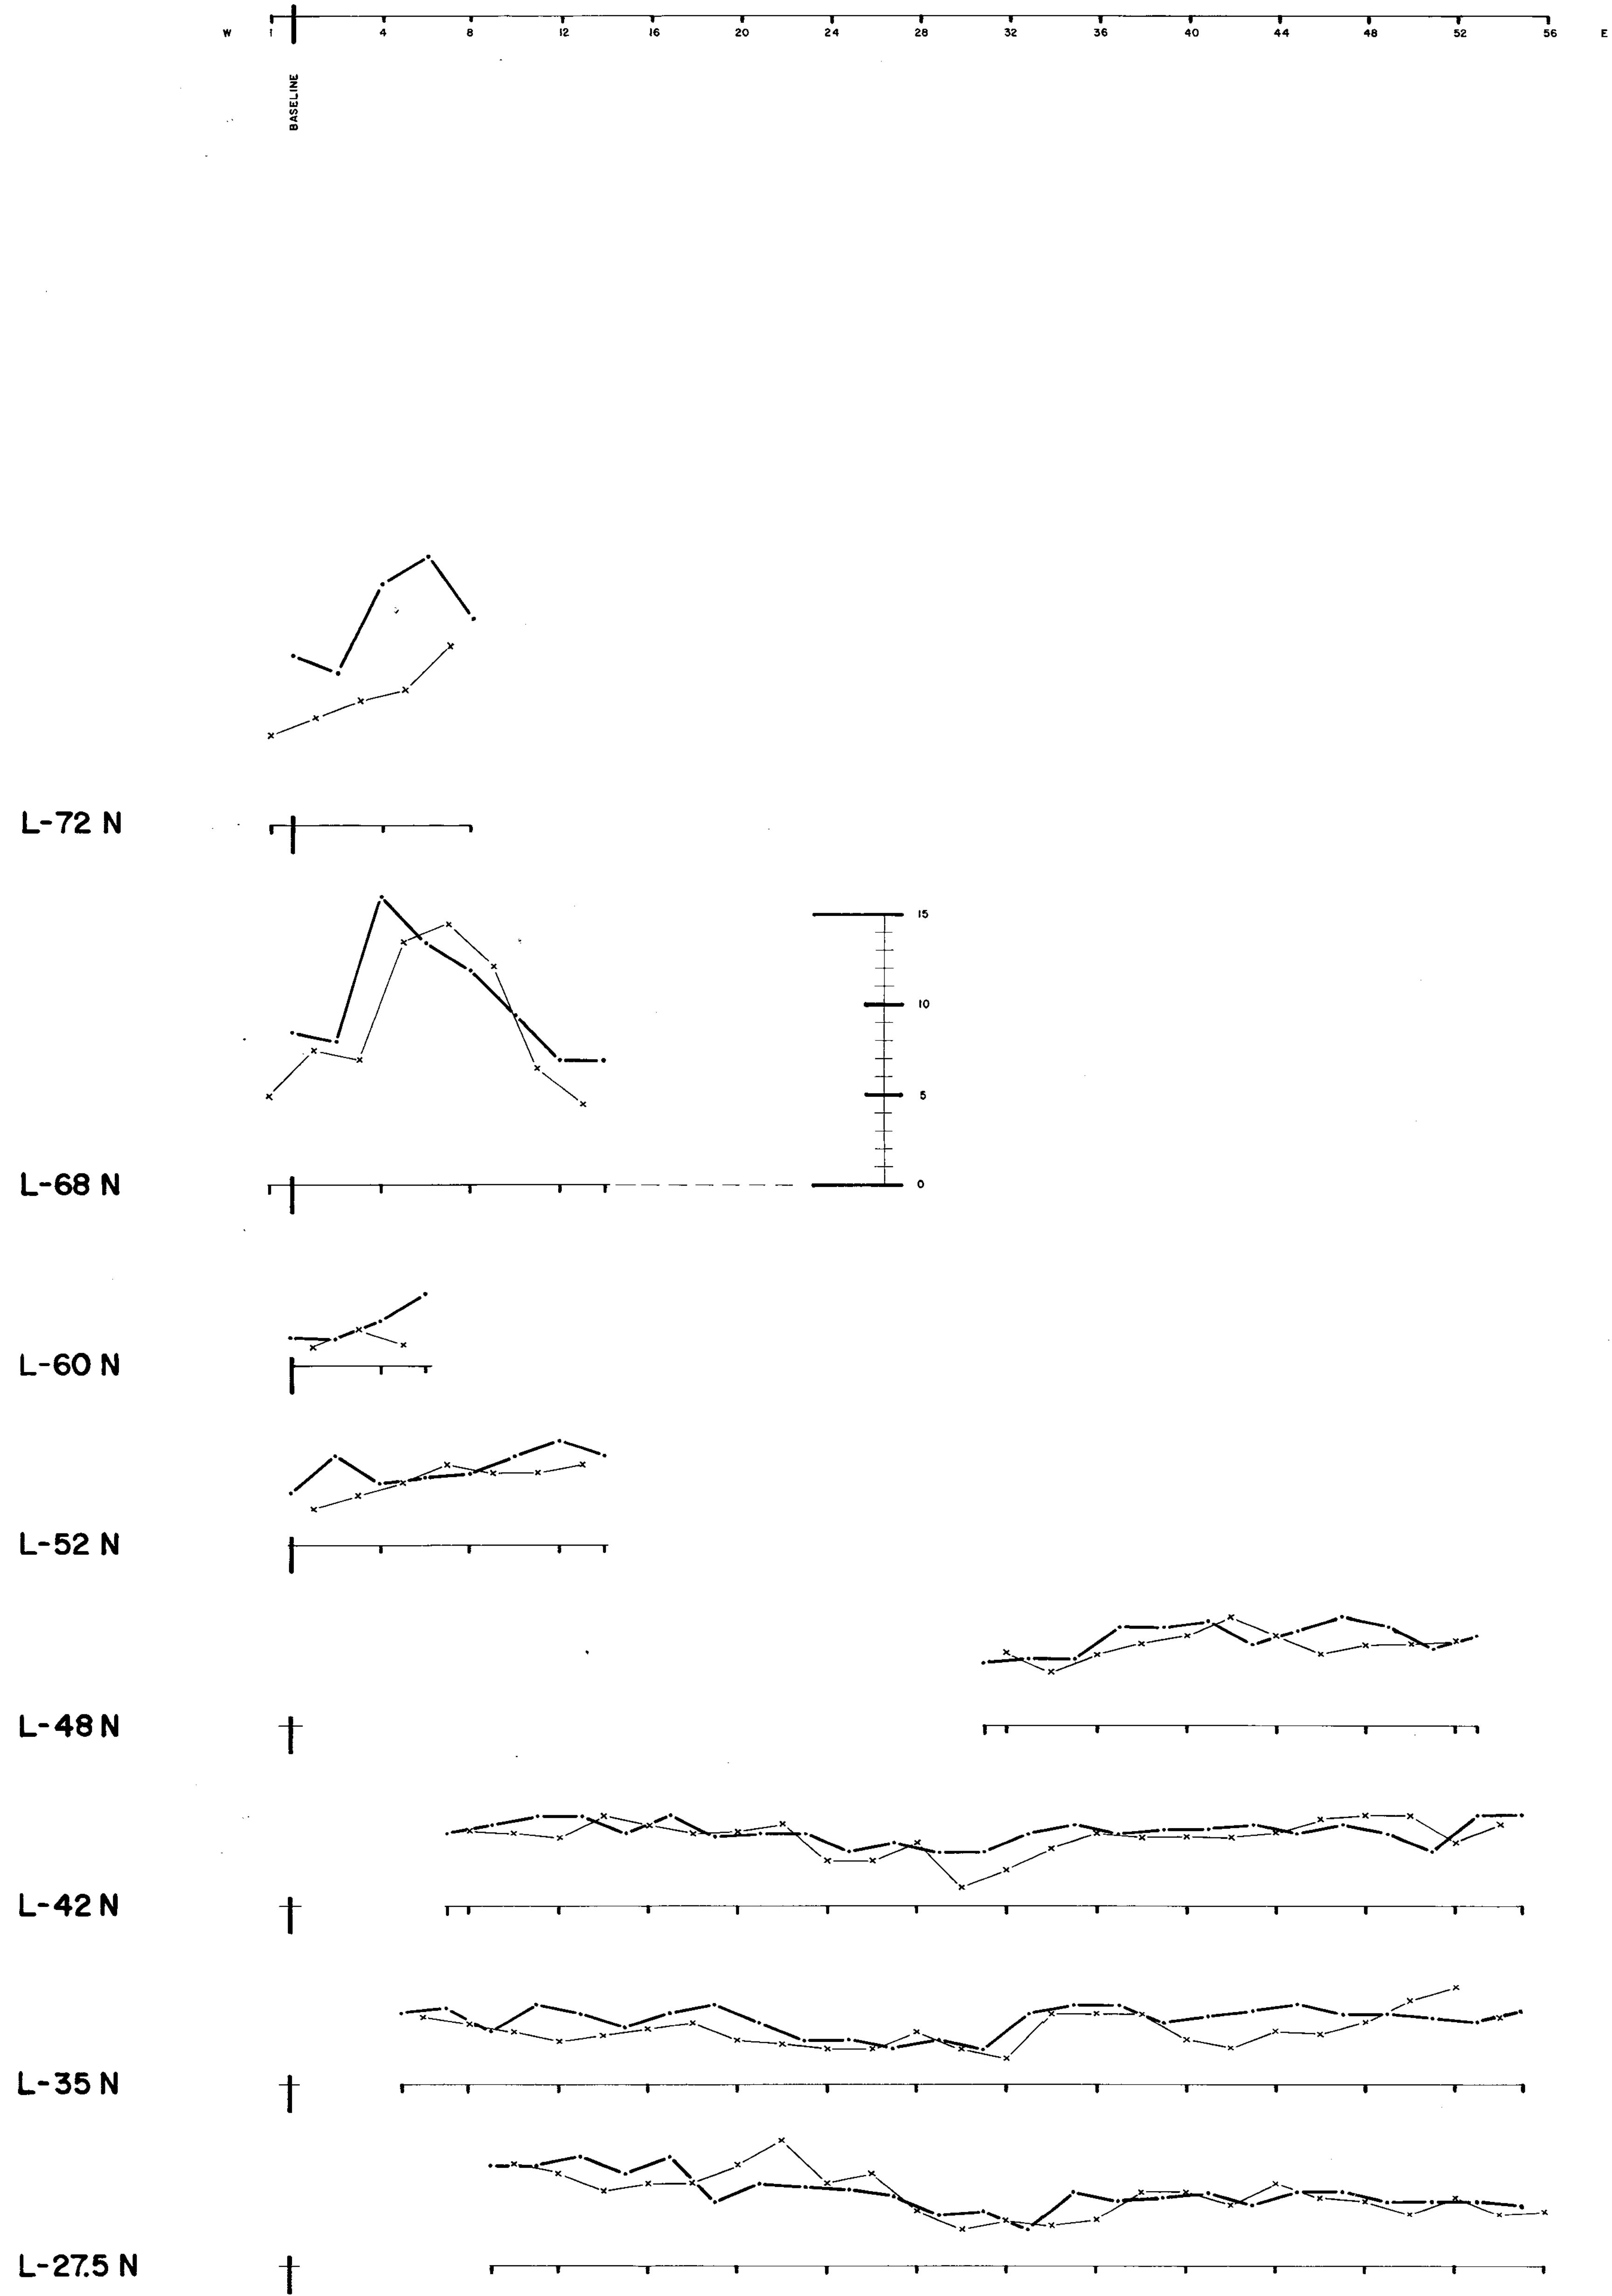 W 1 4 8 12 16 20 24 28 32 36 40 44 48 52 56 E
BASELINE
L-72 N
15
10
5
L-68 N
0
L-60 N
L-52 N
L-48 N
L-42 N
L-35 N
L-27.5 N